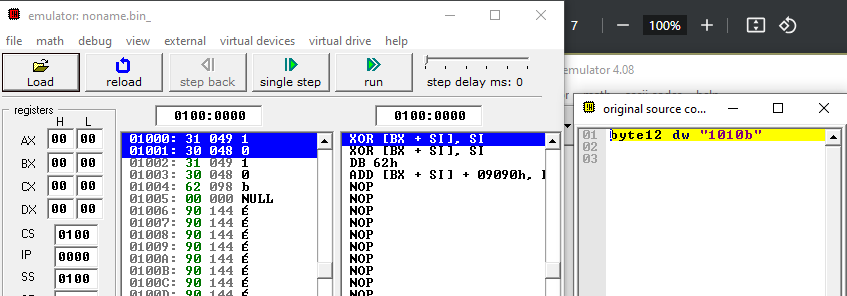 emulator: noname.bin_
file math debug view external virtual devices virtual drive help
Load reload step back single step run step delay ms: 0
registers
H L
AX 00 00
BX 00 00
CX 00 00
DX 00 00
CS 0100
IP 0000
SS 0100
0100:0000
01000: 31 049 1
01001: 30 048 0
01002: 31 049 1
01003: 30 048 0
01004: 62 098 b
01005: 00 000 NULL
01006: 90 144 É
01007: 90 144 É
01008: 90 144 É
01009: 90 144 É
0100A: 90 144 É
0100B: 90 144 É
0100C: 90 144 É
0100D: 90 144 É
0100:0000
XOR [BX + SI], SI
XOR [BX + SI], SI
DB 62h
ADD [BX + SI] + 09090h,
NOP
NOP
NOP
NOP
NOP
NOP
NOP
NOP
NOP
7 — 100% +
emulator 4.08
original source co...
01 byte12 dw "1010b"
02
03